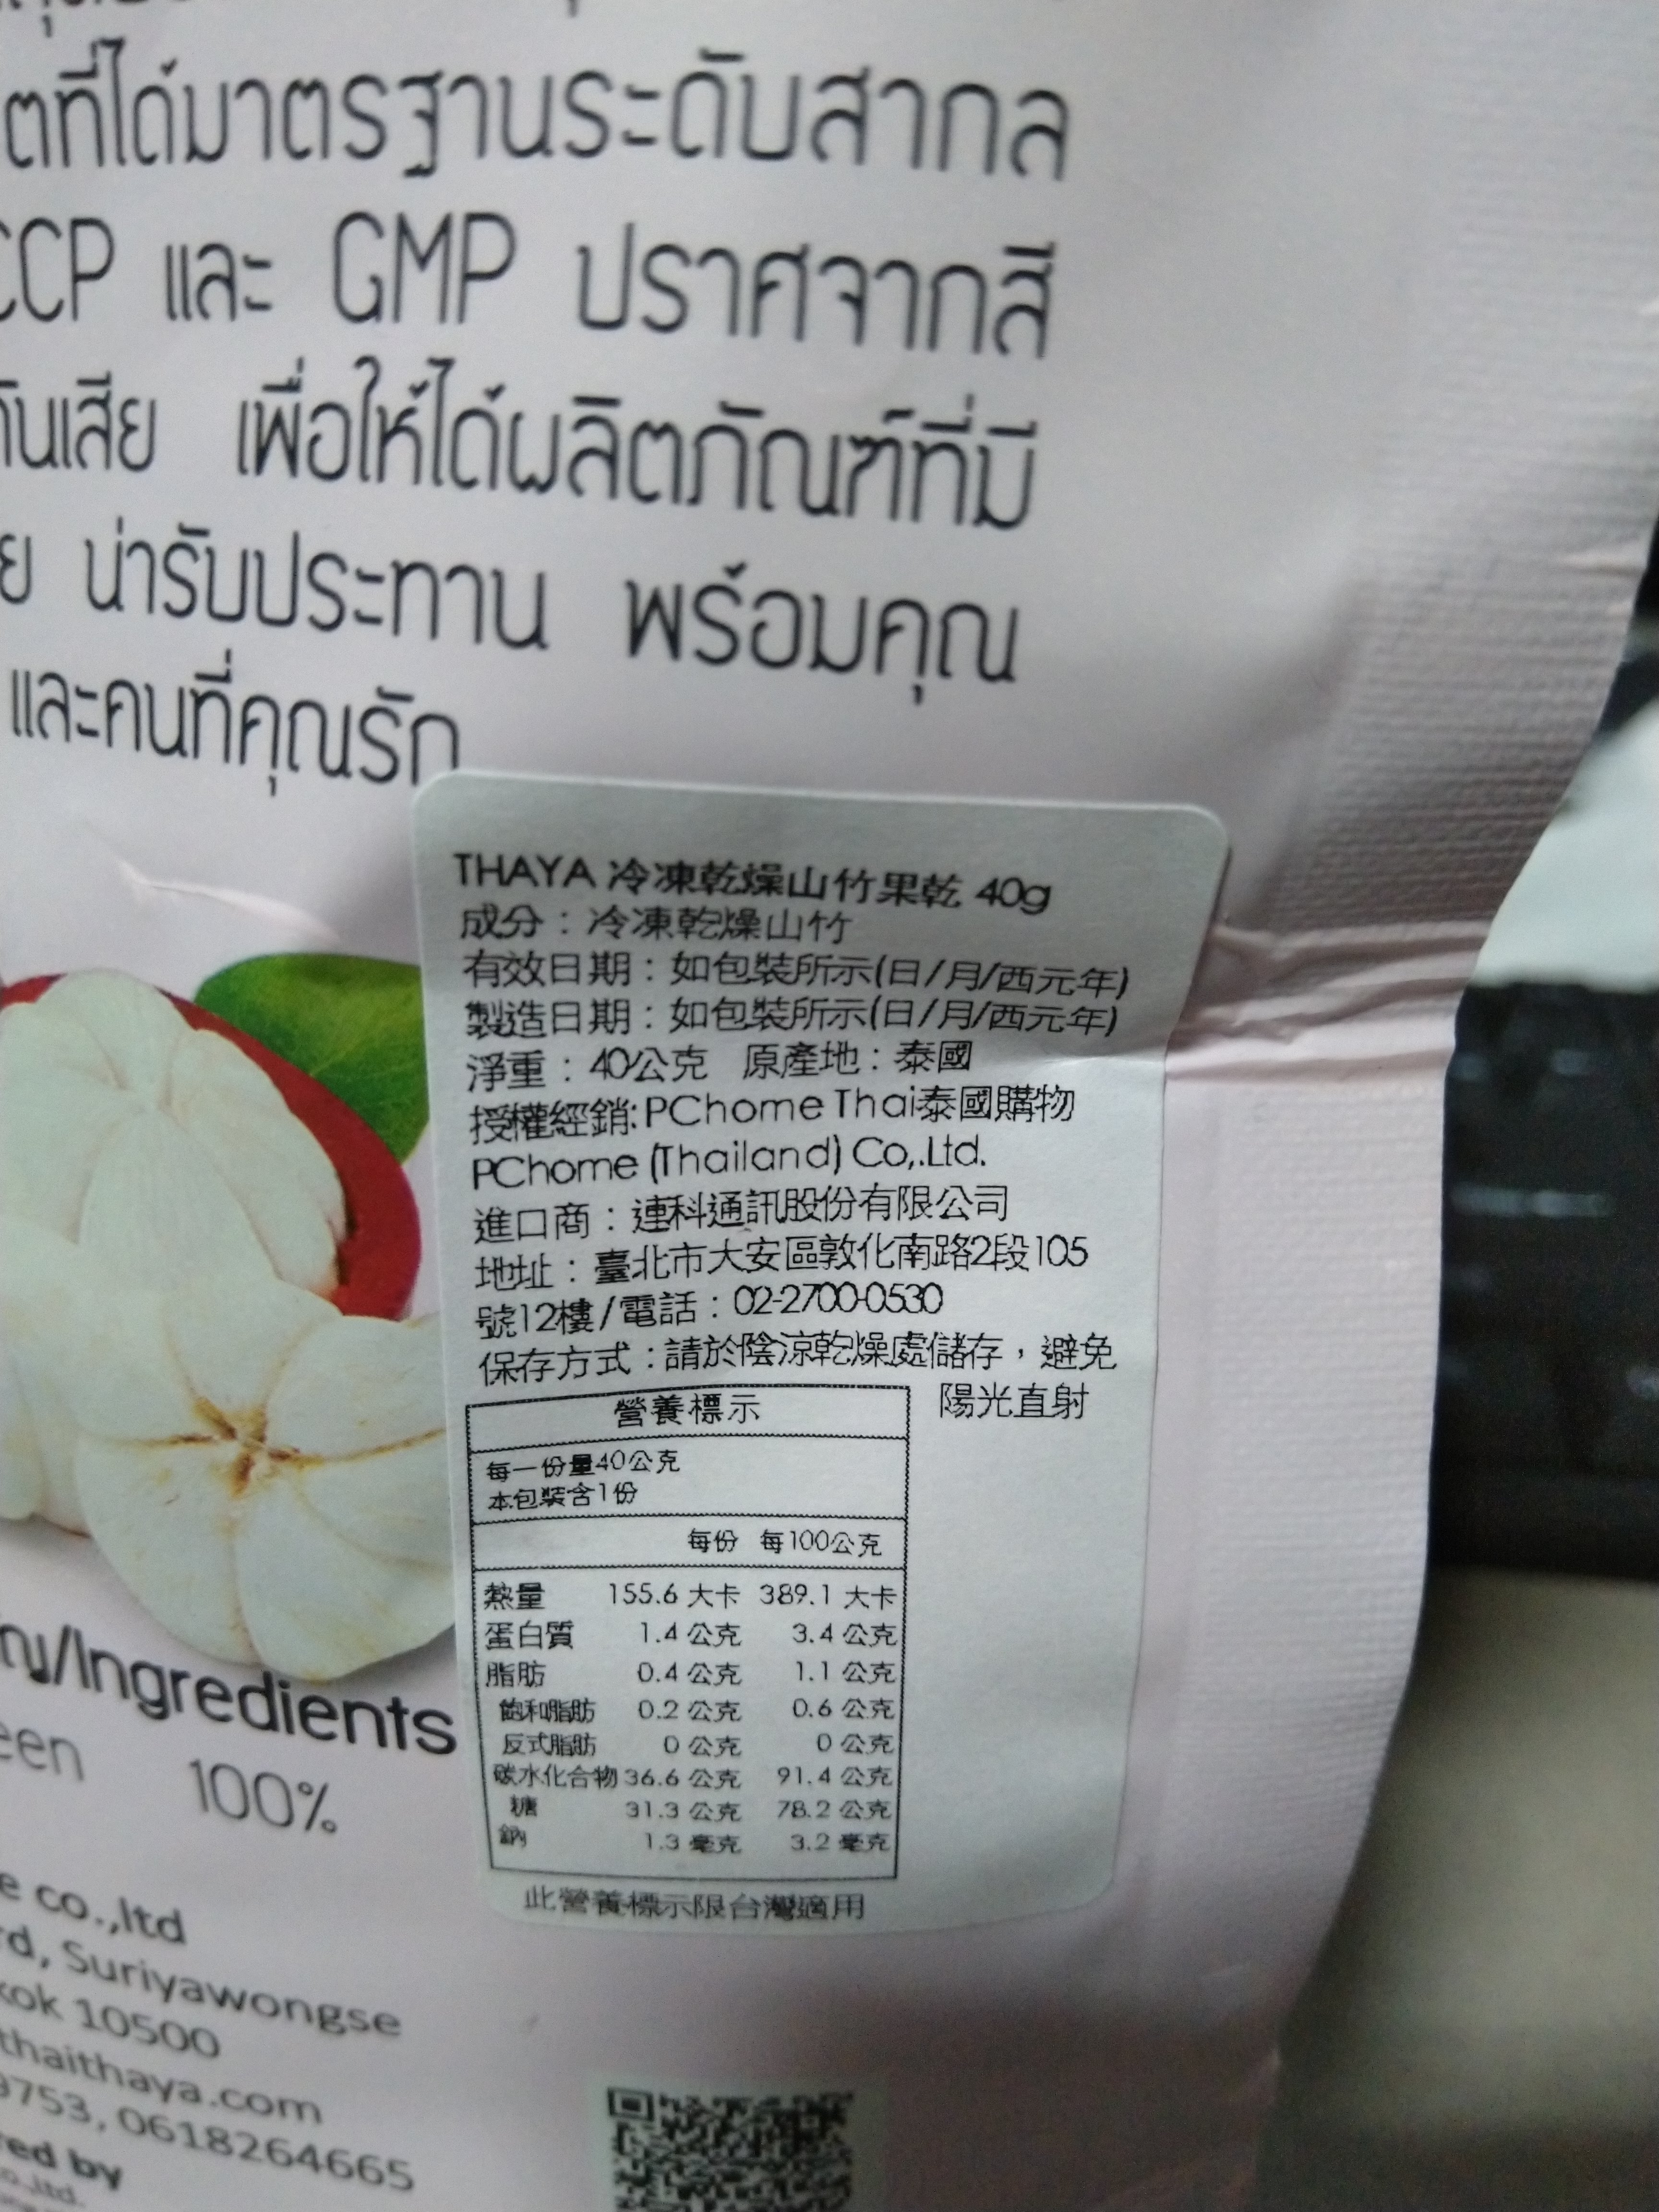 ตที่ได้มาตรฐานระดับสากล
CCP และ GMP ปราศจากสี
กันเสีย เพื่อให้ได้ผลิตภัณฑ์ที่มี
ย น่ารับประทาน พร้อมคุณ
และคนที่คุณรัก
THAYA 冷凍乾燥山竹果乾 40g
成分：冷凍乾燥山竹
有效日期：如包裝所示(日/月/西元年)
製造日期：如包裝所示(日/月/西元年)
淨重：40公克 原產地：泰國
授權經銷:PChome Thai泰國購物
PChome (Thailand) Co,.Ltd.
進口商：連科通訊股份有限公司
地址：臺北市大安區敦化南路2段105
號12樓/電話：02-2700-0530
保存方式：請於陰涼乾燥處儲存，避免
陽光直射
營養標示
每一份量40公克
本包裝含1份
每份 每100公克
熱量 155.6 大卡 389.1 大卡
蛋白質 1.4 公克 3.4 公克
脂肪 0.4 公克 1.1 公克
飽和脂肪 0.2 公克 0.6 公克
反式脂肪 0 公克 0 公克
碳水化合物 36.6 公克 91.4 公克
糖 31.3 公克 78.2 公克
鈉 1.3 毫克 3.2 毫克
此營養標示限台灣適用
/Ingredients
een 100%
e co.,ltd
rd, Suriyawongse
kok 10500
thaithaya.com
9753, 0618264665
red by
o.,ltd.